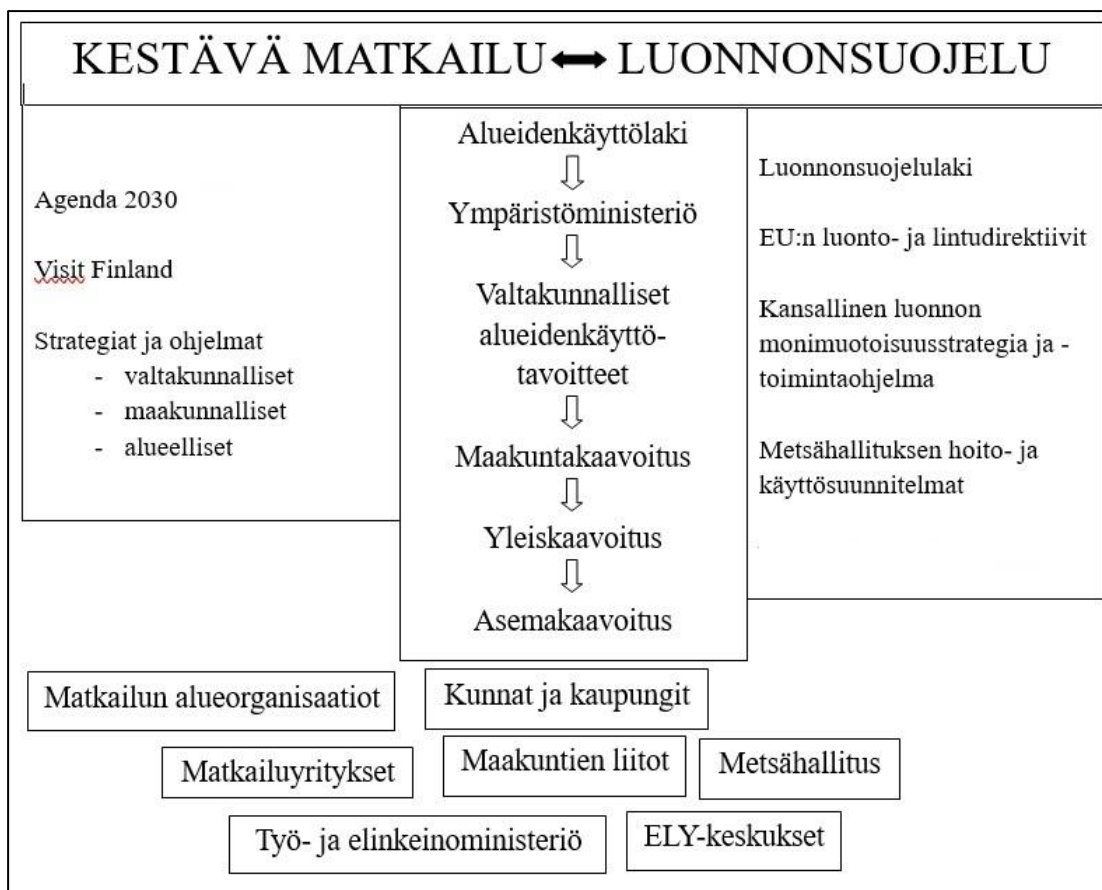 KESTÄVÄ MATKAILU ⬌ LUONNONSUOJELU
Agenda 2030
Visit Finland
Strategiat ja ohjelmat
- valtakunnalliset
- maakunnalliset
- alueelliset
Alueidenkäyttölaki
⇩
Ympäristöministeriö
⇩
Valtakunnalliset
alueidenkäyttö-
tavoitteet
⇩
Maakuntakaavoitus
⇩
Yleiskaavoitus
⇩
Asemakaavoitus
Luonnonsuojelulaki
EU:n luonto- ja lintudirektiivit
Kansallinen luonnon
monimuotoisuusstrategia ja -
toimintaohjelma
Metsähallituksen hoito- ja
käyttösuunnitelmat
Matkailun alueorganisaatiot
Kunnat ja kaupungit
Matkailuyritykset
Maakuntien liitot
Metsähallitus
Työ- ja elinkeinoministeriö
ELY-keskukset